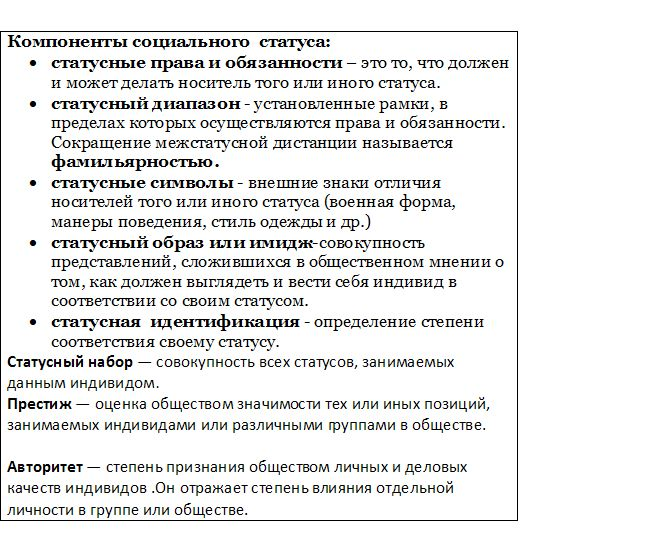 Компоненты социального статуса:
• статусные права и обязанности – это то, что должен
и может делать носитель того или иного статуса.
• статусный диапазон - установленные рамки, в
пределах которых осуществляются права и обязанности.
Сокращение межстатусной дистанции называется
фамильярностью.
• статусные символы - внешние знаки отличия
носителей того или иного статуса (военная форма,
манеры поведения, стиль одежды и др.)
• статусный образ или имидж-совокупность
представлений, сложившихся в общественном мнении о
том, как должен выглядеть и вести себя индивид в
соответствии со своим статусом.
• статусная идентификация - определение степени
соответствия своему статусу.
Статусный набор — совокупность всех статусов, занимаемых
данным индивидом.
Престиж — оценка обществом значимости тех или иных позиций,
занимаемых индивидами или различными группами в обществе.
Авторитет — степень признания обществом личных и деловых
качеств индивидов .Он отражает степень влияния отдельной
личности в группе или обществе.